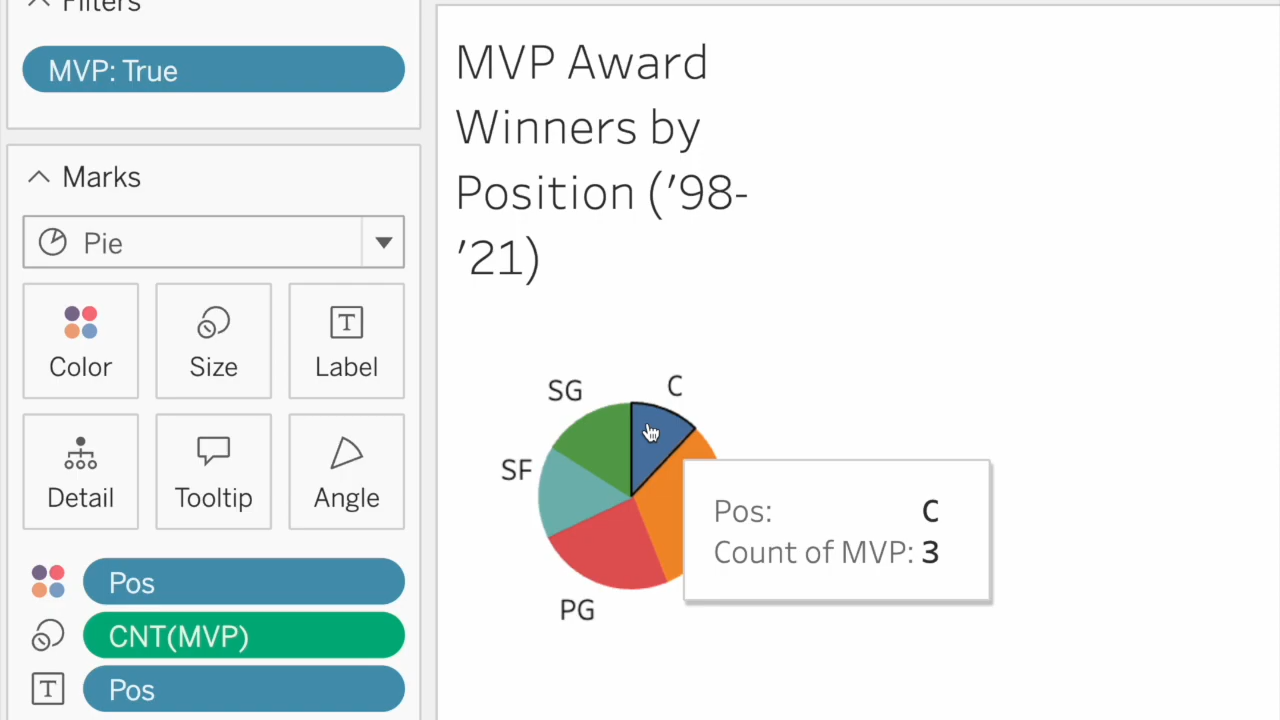 Filters
MVP: True
Marks
Pie
Color
Size
Label
Detail
Tooltip
Angle
Pos
CNT(MVP)
Pos
MVP Award
Winners by
Position ('98-
'21)
SG
C
SF
PG
Pos: C
Count of MVP: 3